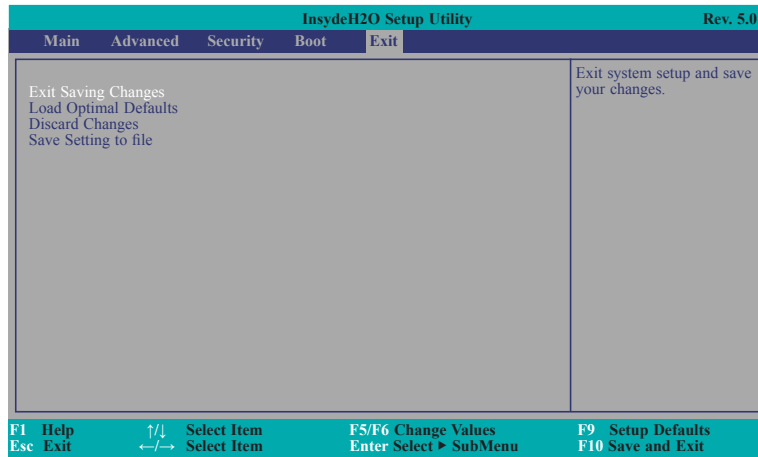 InsydeH2O Setup Utility Rev. 5.0
Main Advanced Security Boot Exit
Exit Saving Changes
Load Optimal Defaults
Discard Changes
Save Setting to file
Exit system setup and save
your changes.
F1 Help ↑/↓ Select Item F5/F6 Change Values F9 Setup Defaults
Esc Exit ←/→ Select Item Enter Select ► SubMenu F10 Save and Exit